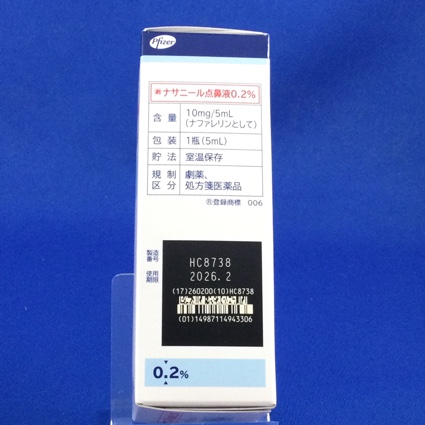 Pfizer
劇 ナサニール点鼻液0.2%
含 量 10mg/5mL
(ナファレリンとして)
包 装 1瓶(5mL)
貯 法 室温保存
規 制 劇薬、
区 分 処方箋医薬品
Ⓡ登録商標 006
製造
番号 HC8738
使用
期限 2026.2
(17)260200(10)HC8738
(01)14987114943306
0.2%